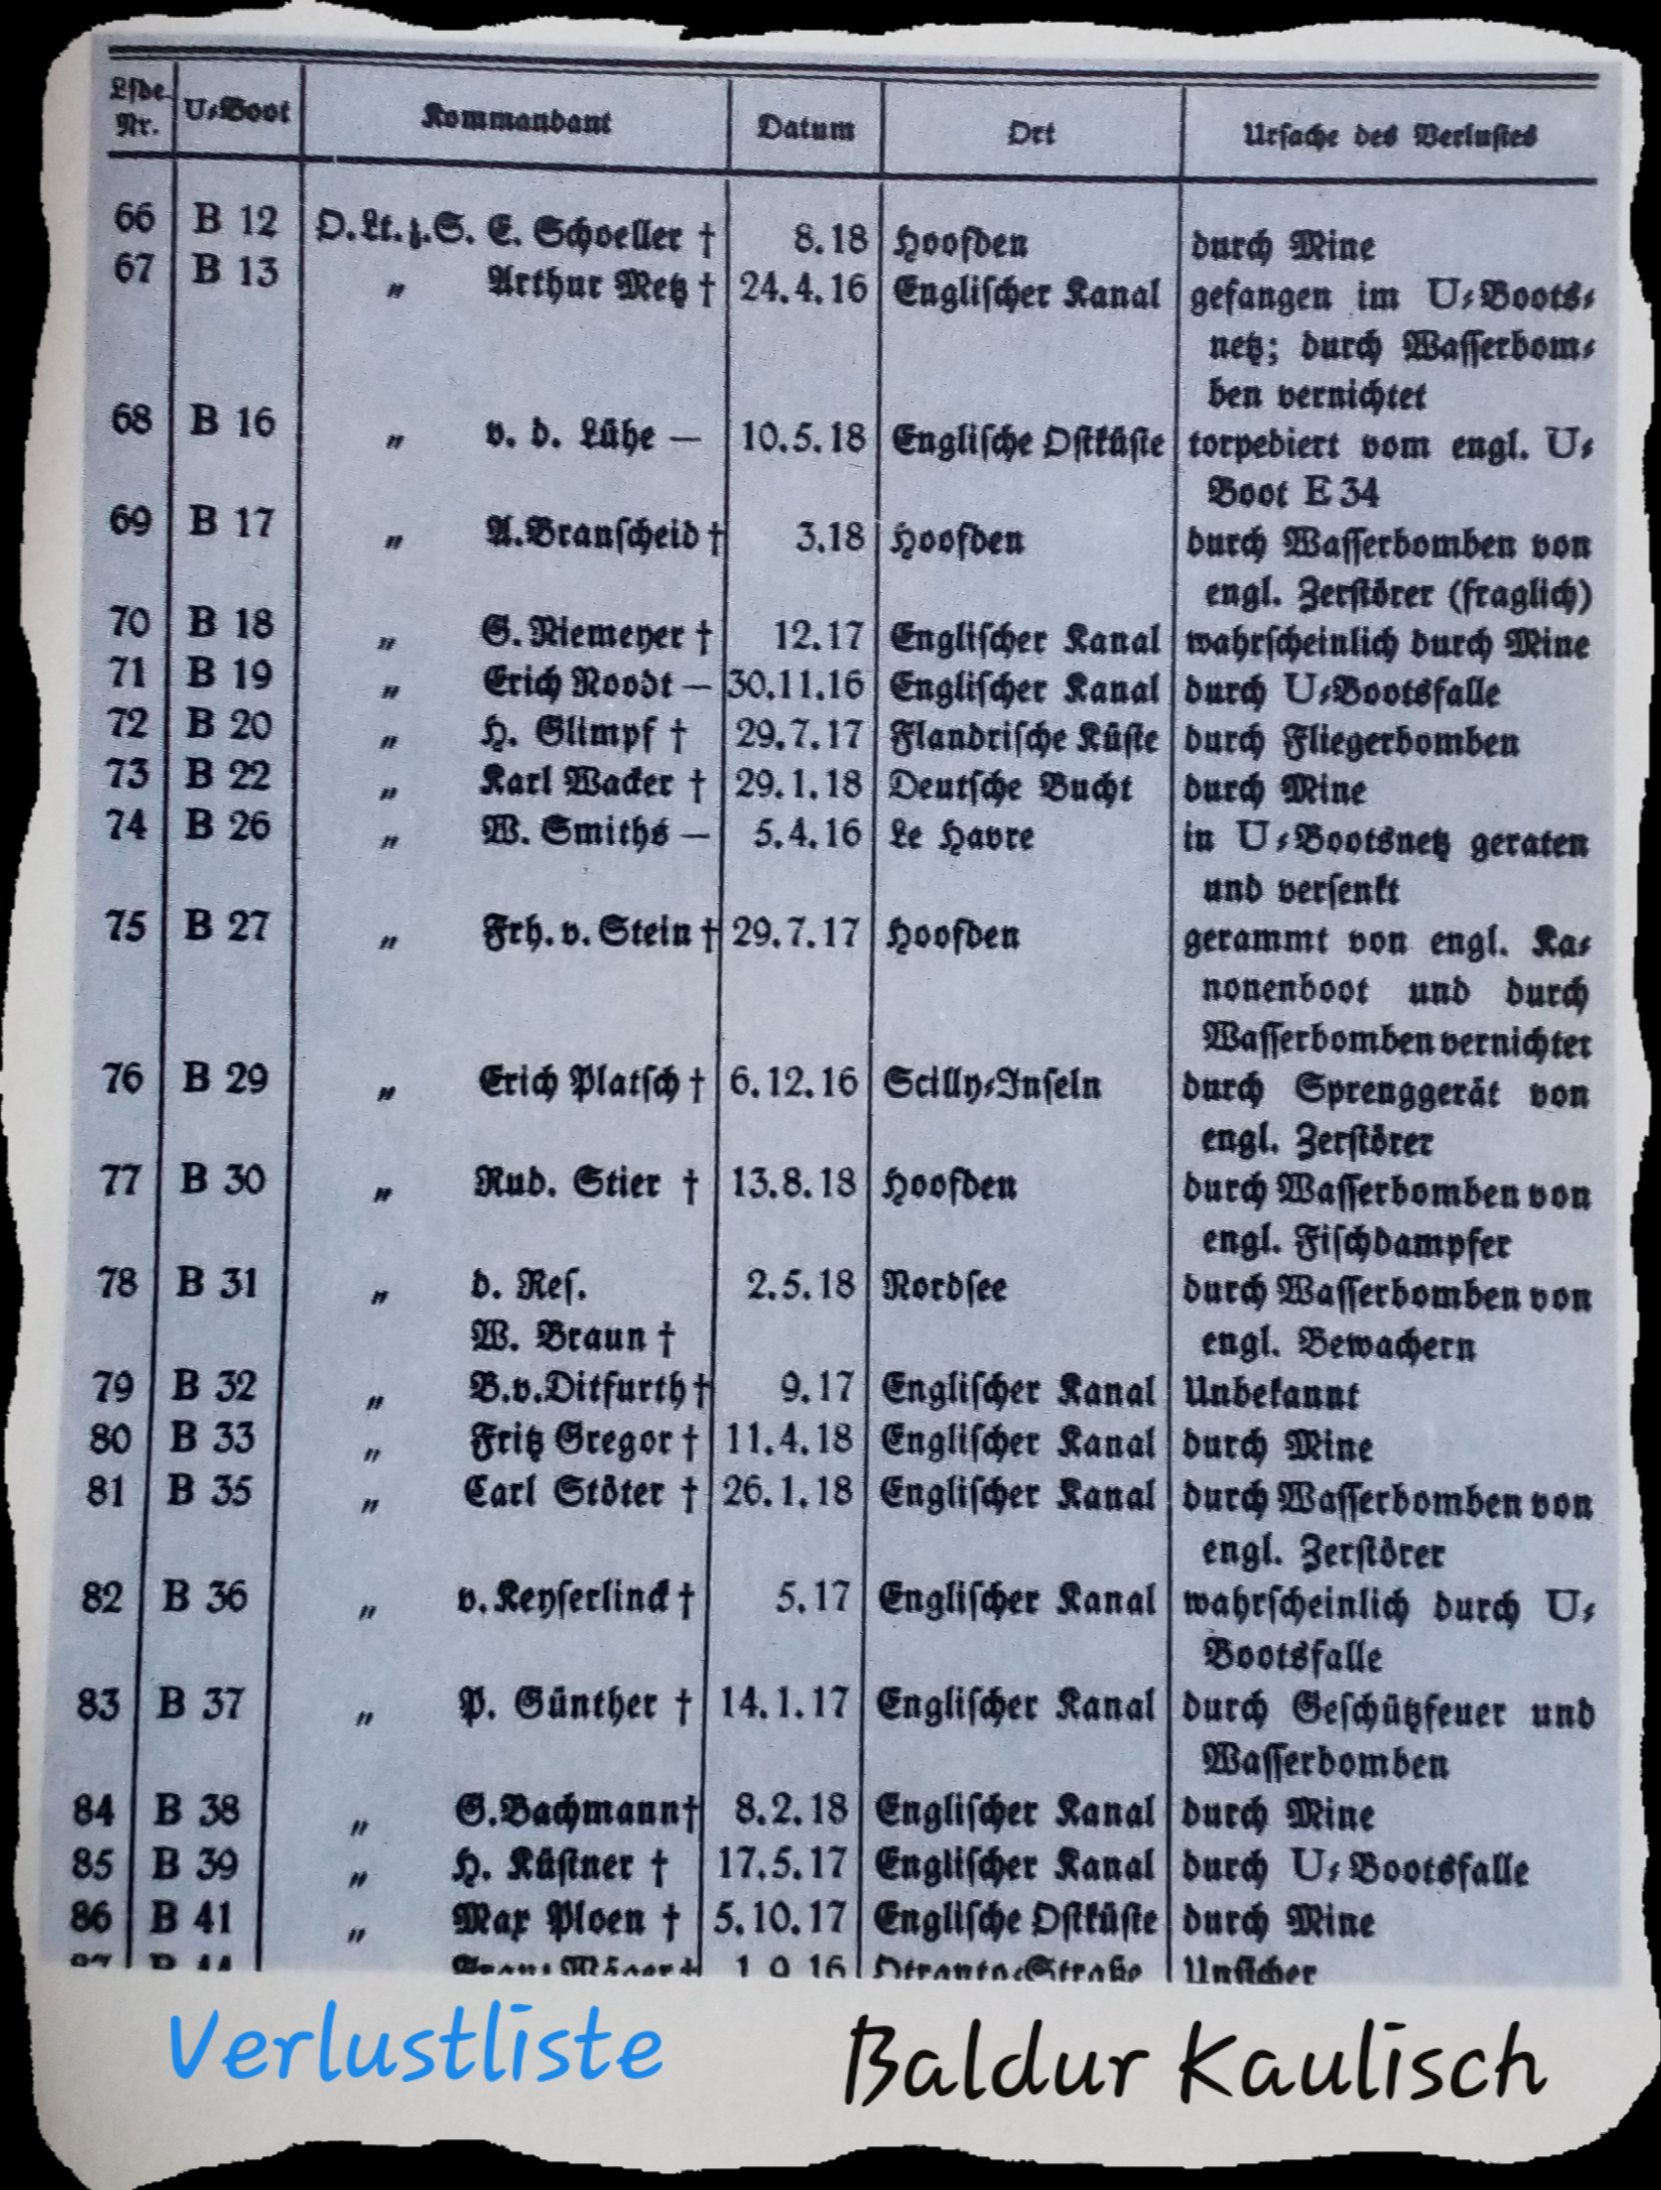 Lfde. Nr. U-Boot Kommandant Datum Ort Ursache des Verlustes
66 B 12 O.Lt.z.S. E. Schoeller † 8.18 Hoofden durch Mine
67 B 13 „ Arthur Metz † 24.4.16 Englischer Kanal gefangen im U-Boots-
netz; durch Wasserbom-
ben vernichtet
68 B 16 „ v. d. Lühe — 10.5.18 Englische Ostküste torpediert vom engl. U-
Boot E 34
69 B 17 „ A. Branscheid † 3.18 Hoofden durch Wasserbomben von
engl. Zerstörer (fraglich)
70 B 18 „ G. Niemeyer † 12.17 Englischer Kanal wahrscheinlich durch Mine
71 B 19 „ Erich Noodt — 30.11.16 Englischer Kanal durch U-Bootsfalle
72 B 20 „ H. Glimpf † 29.7.17 Flandrische Küste durch Fliegerbomben
73 B 22 „ Karl Wacker † 29.1.18 Deutsche Bucht durch Mine
74 B 26 „ W. Smiths — 5.4.16 Le Havre in U-Bootsnetz geraten
und versenkt
75 B 27 „ Frh. v. Stein † 29.7.17 Hoofden gerammt von engl. Ka-
nonenboot und durch
Wasserbomben vernichtet
76 B 29 „ Erich Platsch † 6.12.16 Scilly-Inseln durch Sprenggerät von
engl. Zerstörer
77 B 30 „ Rud. Stier † 13.8.18 Hoofden durch Wasserbomben von
engl. Fischdampfer
78 B 31 „ d. Res. 2.5.18 Nordsee durch Wasserbomben von
W. Braun † engl. Bewachern
79 B 32 „ B. v. Ditfurth † 9.17 Englischer Kanal Unbekannt
80 B 33 „ Fritz Gregor † 11.4.18 Englischer Kanal durch Mine
81 B 35 „ Carl Stöter † 26.1.18 Englischer Kanal durch Wasserbomben von
engl. Zerstörer
82 B 36 „ v. Keyserlinck † 5.17 Englischer Kanal wahrscheinlich durch U-
Bootsfalle
83 B 37 „ P. Günther † 14.1.17 Englischer Kanal durch Geschützfeuer und
Wasserbomben
84 B 38 „ G. Bachmann † 8.2.18 Englischer Kanal durch Mine
85 B 39 „ H. Küstner † 17.5.17 Englischer Kanal durch U-Bootsfalle
86 B 41 „ Max Ploen † 5.10.17 Englische Ostküste durch Mine
87 B 44 1.9.16 Otranto-Straße Unsicher
Verlustliste Baldur Kaulisch